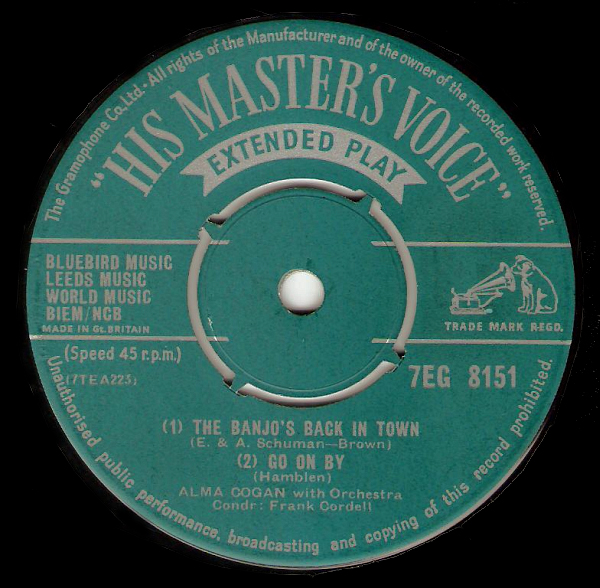 The Gramophone Co. Ltd. · All rights of the Manufacturer and of the owner of the recorded work reserved.
"HIS MASTER'S VOICE"
EXTENDED PLAY
BLUEBIRD MUSIC
LEEDS MUSIC
WORLD MUSIC
BIEM/NCB
MADE IN GT. BRITAIN
TRADE MARK REGD.
(Speed 45 r.p.m.)
(7TEA223)
7EG 8151
(1) THE BANJO'S BACK IN TOWN
(E. & A. Schuman—Brown)
(2) GO ON BY
(Hamblen)
ALMA COGAN with Orchestra
Condr: Frank Cordell
Unauthorised public performance, broadcasting and copying of this record prohibited.